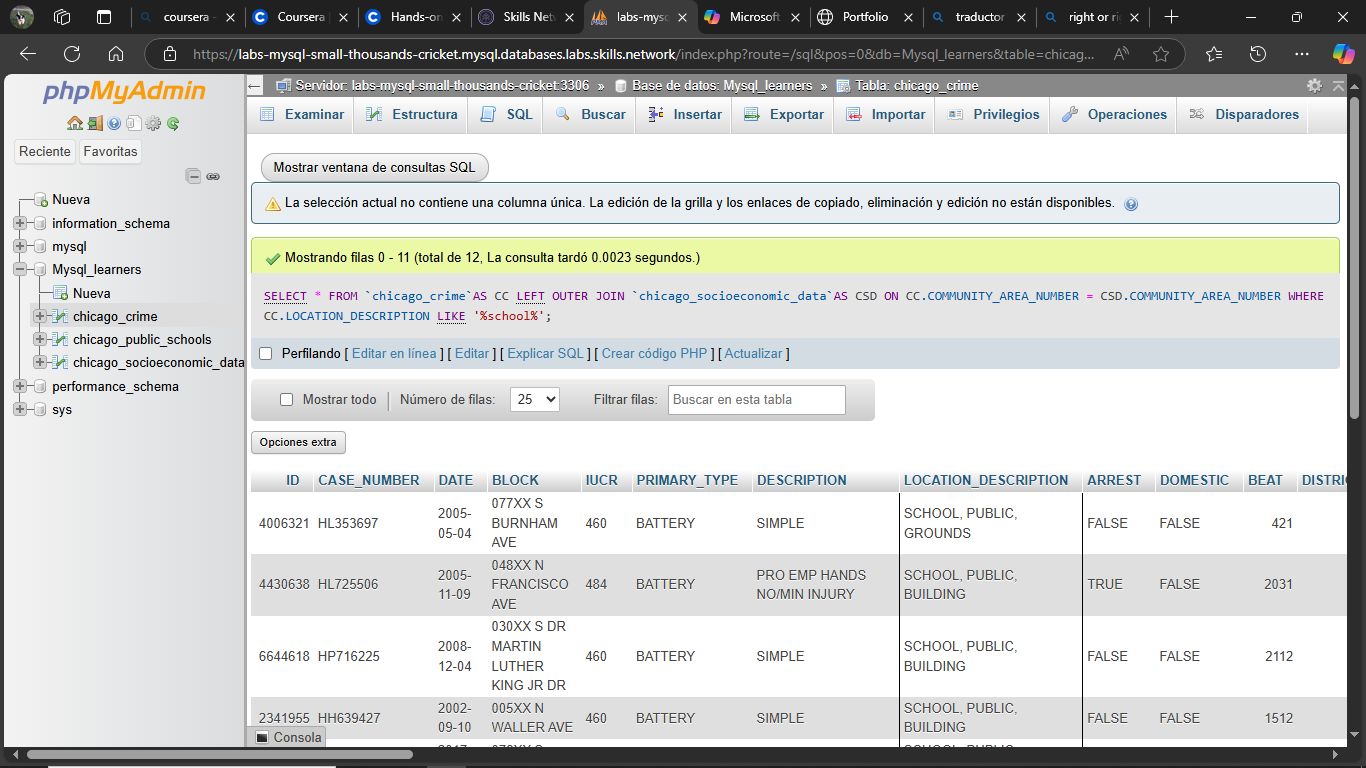 coursera -
Coursera
Hands-on
Skills Net
labs-mysq
Microsoft
Portfolio
traductor
right or ri
https://labs-mysql-small-thousands-cricket.mysql.databases.labs.skills.network/index.php?route=/sql&pos=0&db=Mysql_learners&table=chicag...
phpMyAdmin
Reciente
Favoritas
Nueva
information_schema
mysql
Mysql_learners
Nueva
chicago_crime
chicago_public_schools
chicago_socioeconomic_data
performance_schema
sys
Servidor: labs-mysql-small-thousands-cricket:3306 » Base de datos: Mysql_learners » Tabla: chicago_crime
Examinar Estructura SQL Buscar Insertar Exportar Importar Privilegios Operaciones Disparadores
Mostrar ventana de consultas SQL
La selección actual no contiene una columna única. La edición de la grilla y los enlaces de copiado, eliminación y edición no están disponibles.
Mostrando filas 0 - 11 (total de 12, La consulta tardó 0.0023 segundos.)
SELECT * FROM `chicago_crime`AS CC LEFT OUTER JOIN `chicago_socioeconomic_data`AS CSD ON CC.COMMUNITY_AREA_NUMBER = CSD.COMMUNITY_AREA_NUMBER WHERE
CC.LOCATION_DESCRIPTION LIKE '%school%';
Perfilando [ Editar en línea ] [ Editar ] [ Explicar SQL ] [ Crear código PHP ] [ Actualizar ]
Mostrar todo Número de filas: 25 Filtrar filas: Buscar en esta tabla
Opciones extra
ID CASE_NUMBER DATE BLOCK IUCR PRIMARY_TYPE DESCRIPTION LOCATION_DESCRIPTION ARREST DOMESTIC BEAT DISTRIC
4006321 HL353697 2005-05-04 077XX S BURNHAM AVE 460 BATTERY SIMPLE SCHOOL, PUBLIC, GROUNDS FALSE FALSE 421
4430638 HL725506 2005-11-09 048XX N FRANCISCO AVE 484 BATTERY PRO EMP HANDS NO/MIN INJURY SCHOOL, PUBLIC, BUILDING TRUE FALSE 2031
6644618 HP716225 2008-12-04 030XX S DR MARTIN LUTHER KING JR DR 460 BATTERY SIMPLE SCHOOL, PUBLIC, BUILDING FALSE FALSE 2112
2341955 HH639427 2002-09-10 005XX N WALLER AVE 460 BATTERY SIMPLE SCHOOL, PUBLIC, BUILDING FALSE FALSE 1512
Consola